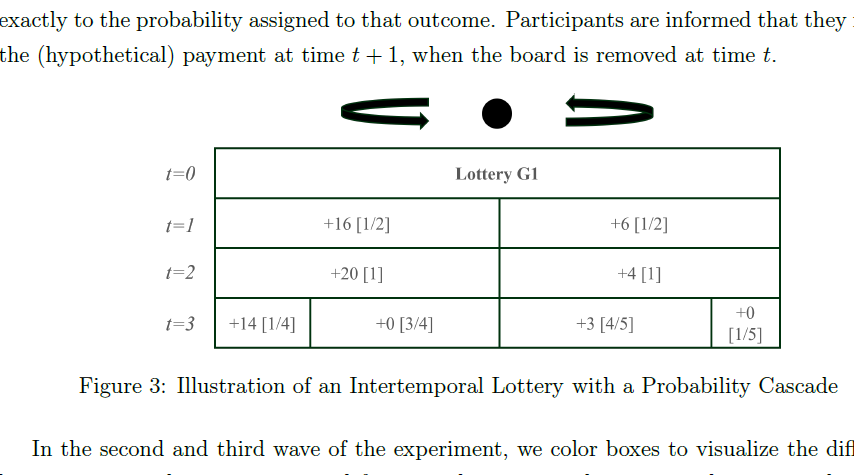 exactly to the probability assigned to that outcome. Participants are informed that they
the (hypothetical) payment at time t + 1, when the board is removed at time t.
t=0 Lottery G1
t=1 +16 [1/2] +6 [1/2]
t=2 +20 [1] +4 [1]
t=3 +14 [1/4] +0 [3/4] +3 [4/5] +0 [1/5]
Figure 3: Illustration of an Intertemporal Lottery with a Probability Cascade
In the second and third wave of the experiment, we color boxes to visualize the